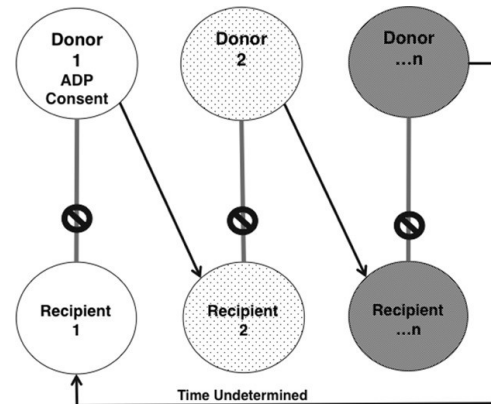 Donor
1
ADP
Consent
Donor
2
Donor
...n
Recipient
1
Recipient
2
Recipient
...n
Time Undetermined